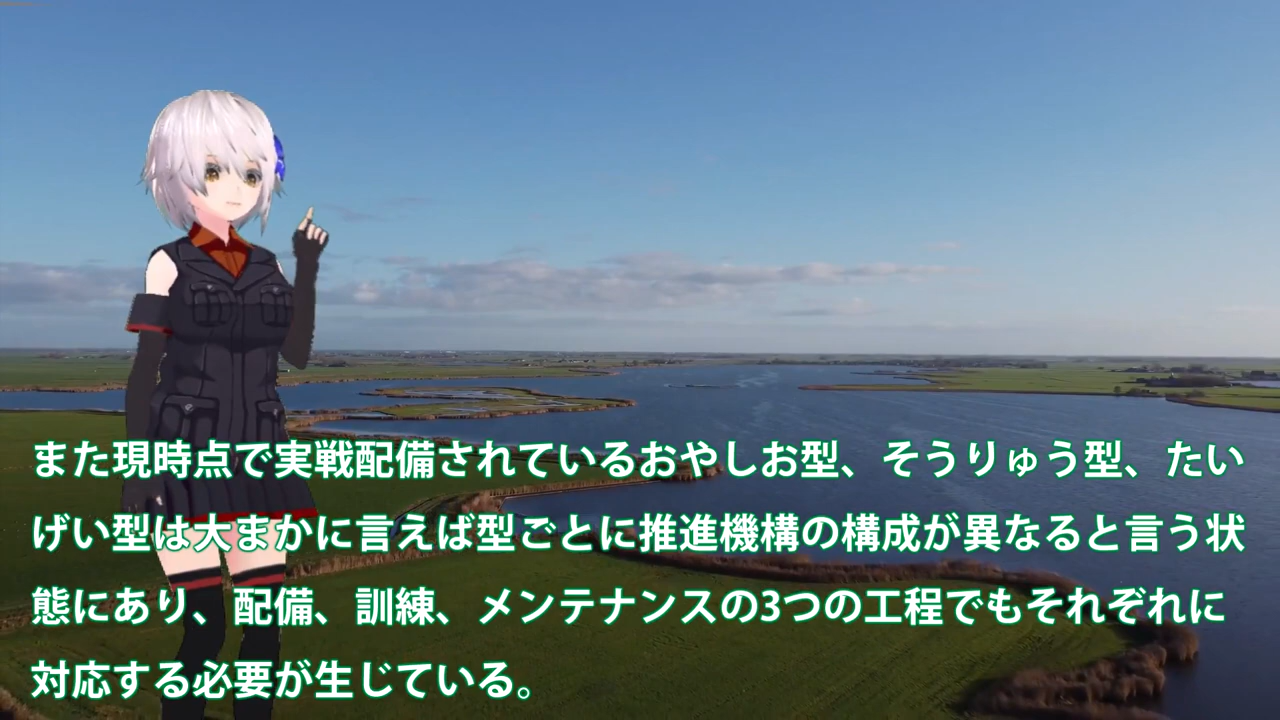 また現時点で実戦配備されているおやしお型、そうりゅう型、たい
げい型は大まかに言えば型ごとに推進機構の構成が異なると言う状
態にあり、配備、訓練、メンテナンスの3つの工程でもそれぞれに
対応する必要が生じている。